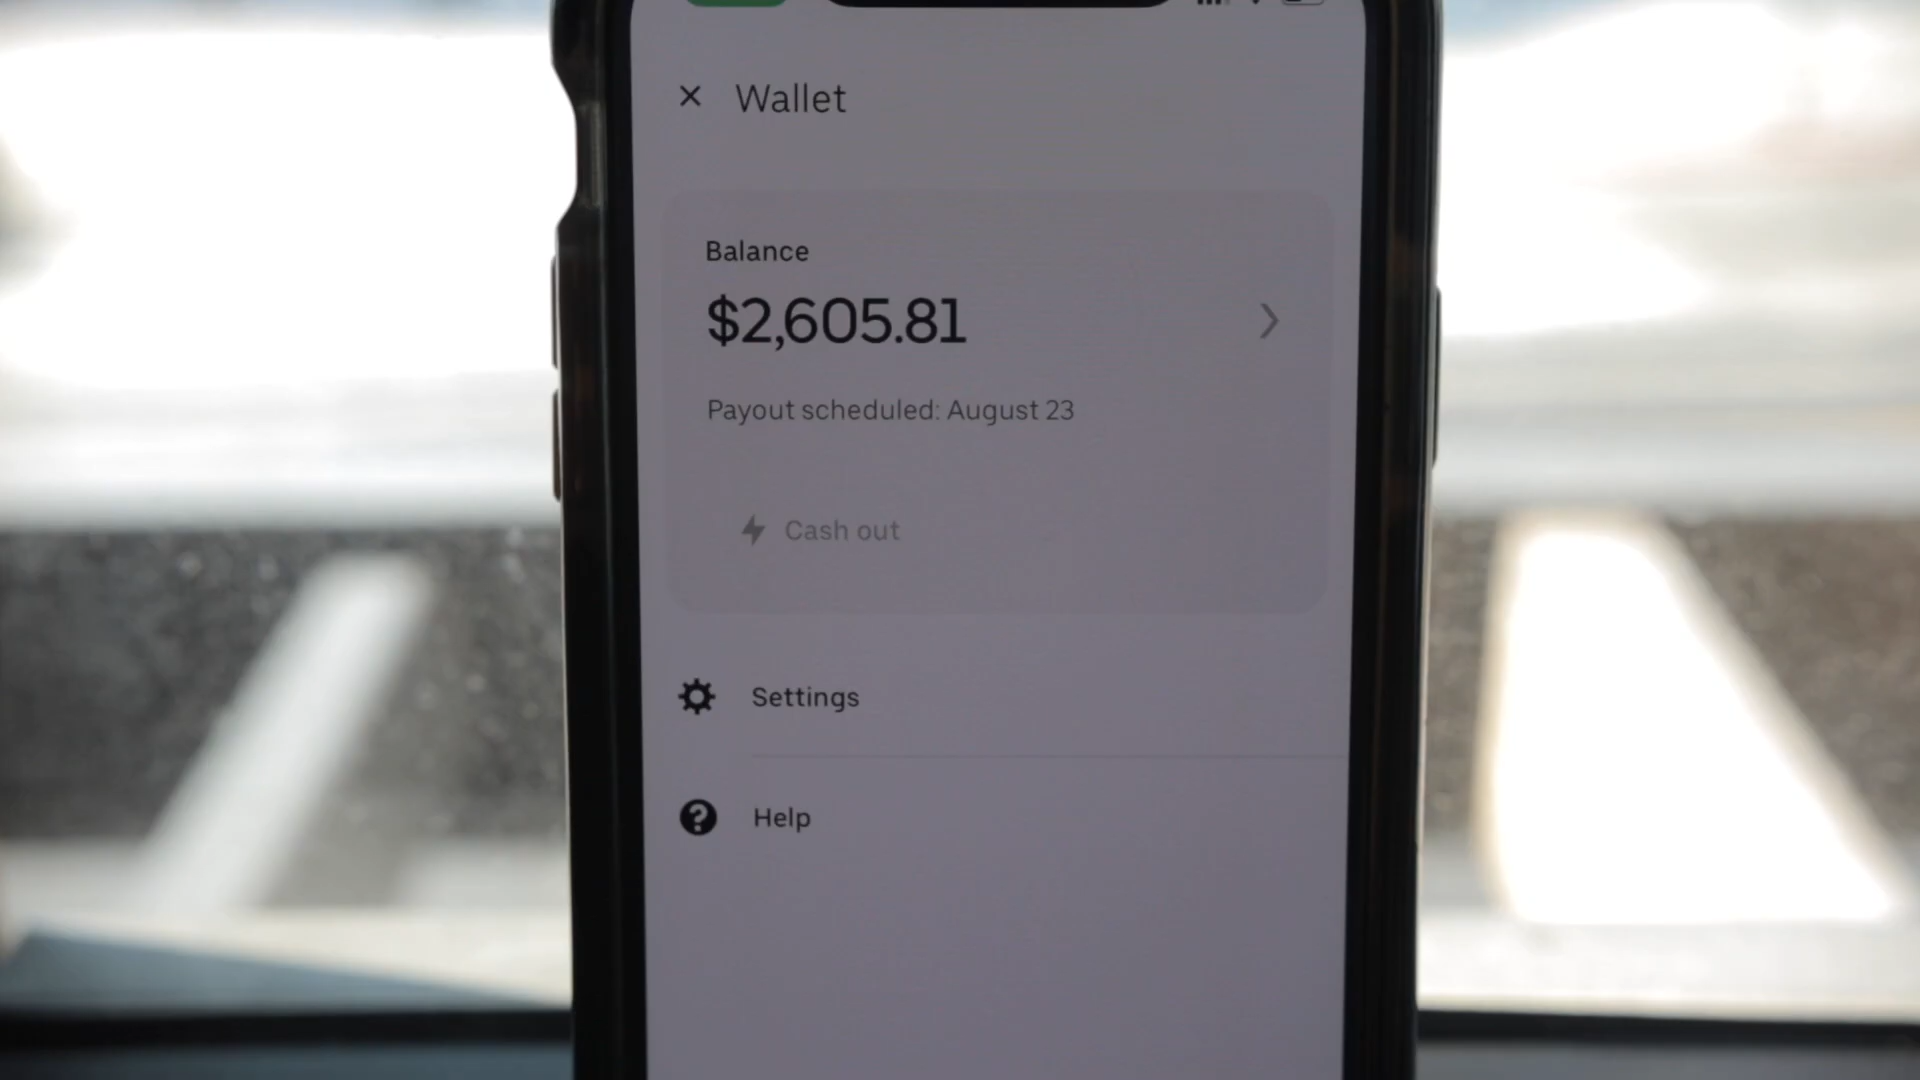 Wallet
Balance
$2,605.81
Payout scheduled: August 23
Cash out
Settings
Help